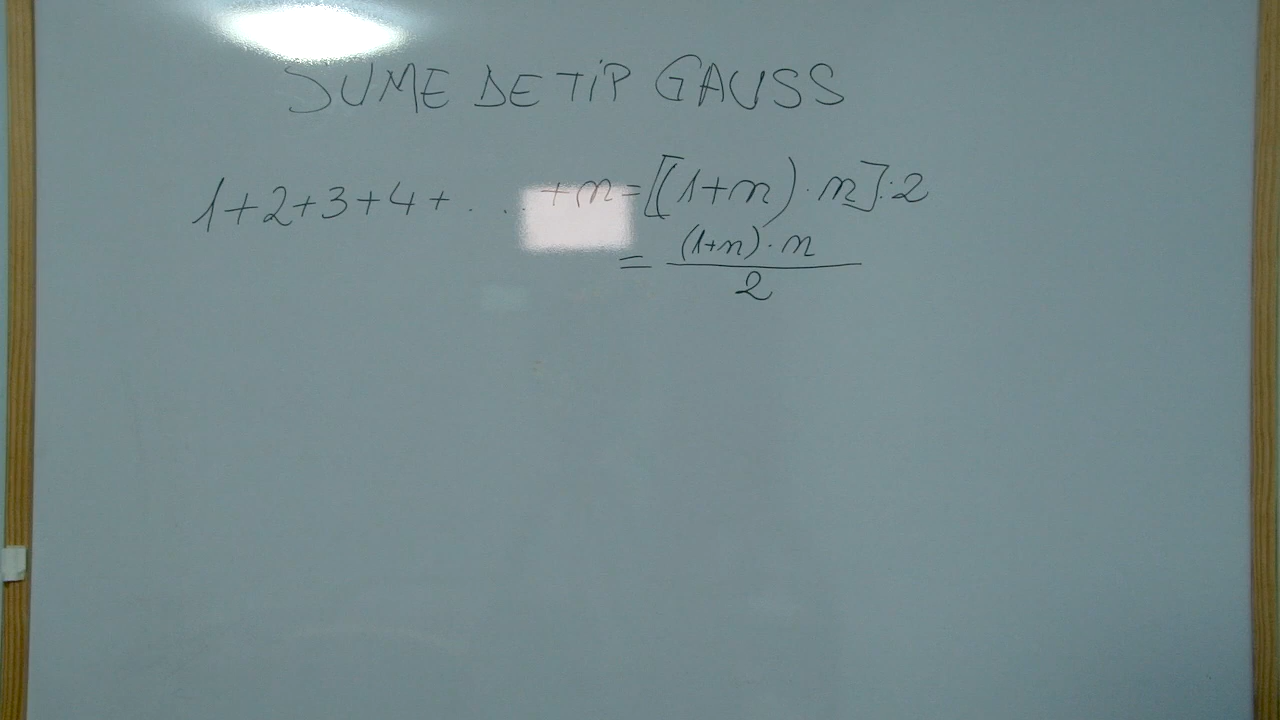 SUME DE TIP GAUSS
1+2+3+4+ . . . . +n=[(1+n)·n]:2
= (1+n)·n / 2